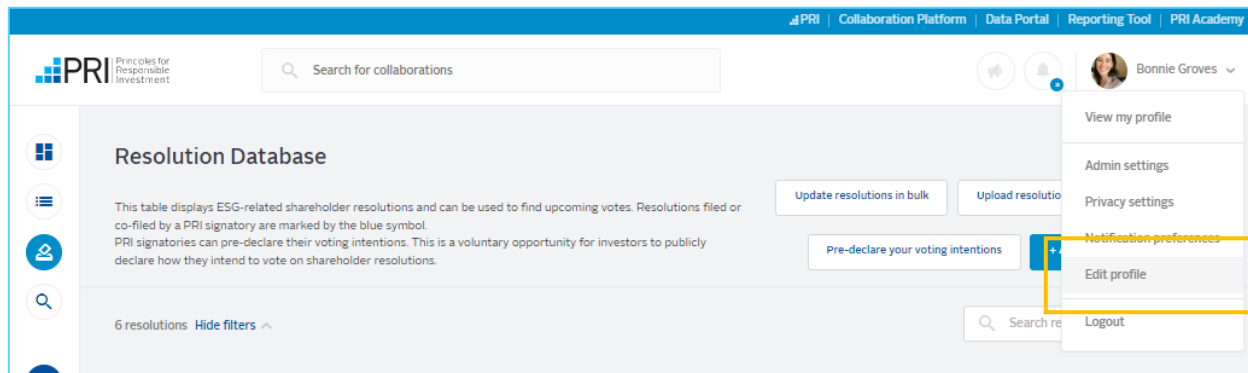 PRI | Collaboration Platform | Data Portal | Reporting Tool | PRI Academy
PRI Principles for
Responsible
Investment
Search for collaborations
Bonnie Groves
View my profile
Admin settings
Privacy settings
Notification preferences
Edit profile
Logout
Resolution Database
This table displays ESG-related shareholder resolutions and can be used to find upcoming votes. Resolutions filed or
co-filed by a PRI signatory are marked by the blue symbol.
PRI signatories can pre-declare their voting intentions. This is a voluntary opportunity for investors to publicly
declare how they intend to vote on shareholder resolutions.
Update resolutions in bulk
Upload resolutio
Pre-declare your voting intentions
+ A
6 resolutions Hide filters
Search re